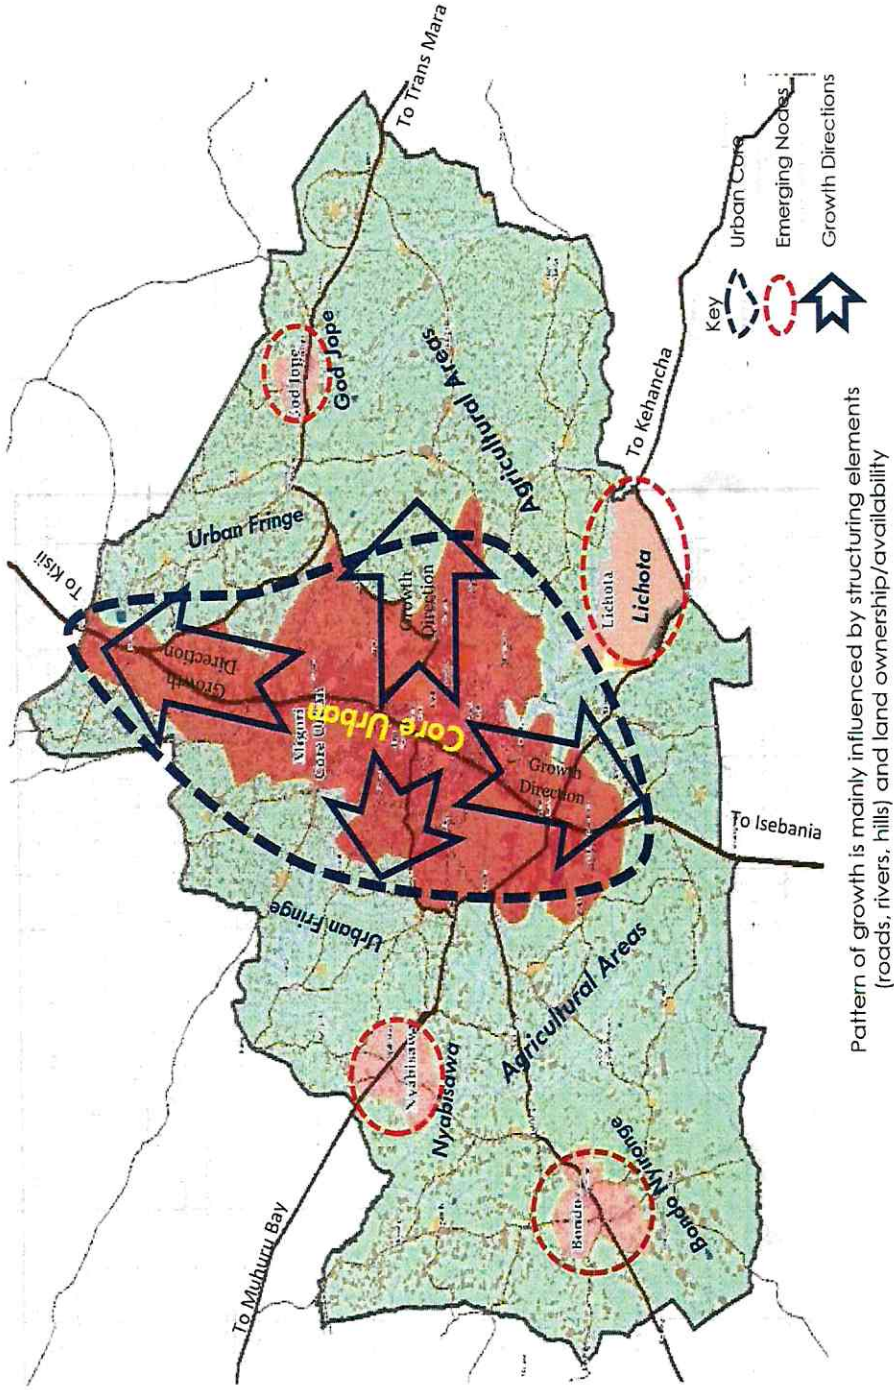 To Kisii
To Trans Mara
God Jope
God Jope
Urban Fringe
Agricultural Areas
Growth
Direction
Growth
Direction
Migori
Core Urban
Core Urban
Growth
Direction
To Kehancha
Lichota
Lichota
To Isebania
Urban Fringe
Agricultural Areas
Nyabisawa
Nyabisawa
To Muhuru Bay
Bondo
Bondo Nyironge
Key
Urban Core
Emerging Nodes
Growth Directions
Pattern of growth is mainly influenced by structuring elements
(roads, rivers, hills) and land ownership/availability